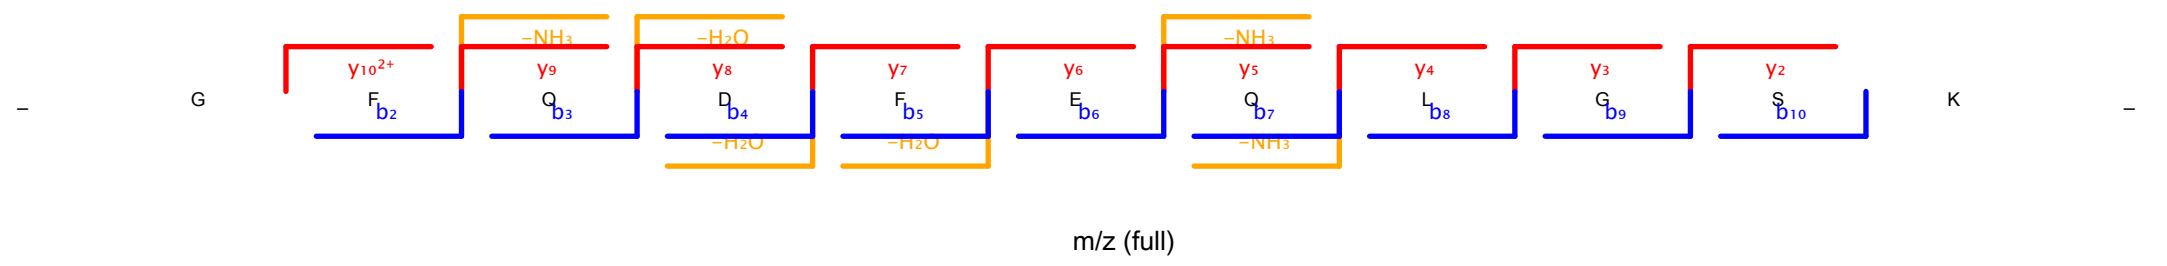 –NH₃ –H₂O –NH₃
y₁₀²⁺ y₉ y₈ y₇ y₆ y₅ y₄ y₃ y₂
– G F Q D F E Q L G S K –
b₂ b₃ b₄ b₅ b₆ b₇ b₈ b₉ b₁₀
–H₂O –H₂O –NH₃
m/z (full)